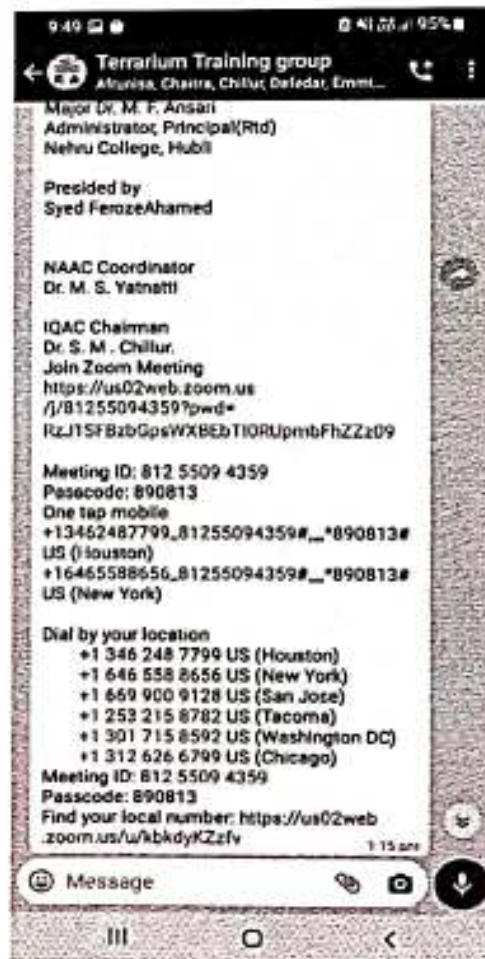 9:49
95%
Terrarium Training group
Afrunisa, Chaitra, Chillur, Dafedar, Emmi...
Major Dr. M. F. Ansari
Administrator, Principal(Rtd)
Nehru College, Hubli
Presided by
Syed FerozeAhamed
NAAC Coordinator
Dr. M. S. Yatnatti
IQAC Chairman
Dr. S. M . Chillur.
Join Zoom Meeting
https://us02web.zoom.us
/j/81255094359?pwd=
Meeting ID: 812 5509 4359
Passcode: 890813
One tap mobile
+13462487799,,81255094359#,,,,*890813#
US (Houston)
+16465588656,,81255094359#,,,,*890813#
US (New York)
Dial by your location
+1 346 248 7799 US (Houston)
+1 646 558 8656 US (New York)
+1 669 900 9128 US (San Jose)
+1 253 215 8782 US (Tacoma)
+1 301 715 8592 US (Washington DC)
+1 312 626 6799 US (Chicago)
Meeting ID: 812 5509 4359
Passcode: 890813
Find your local number: https://us02web
.zoom.us/u/kbkdyKZzfv
Message